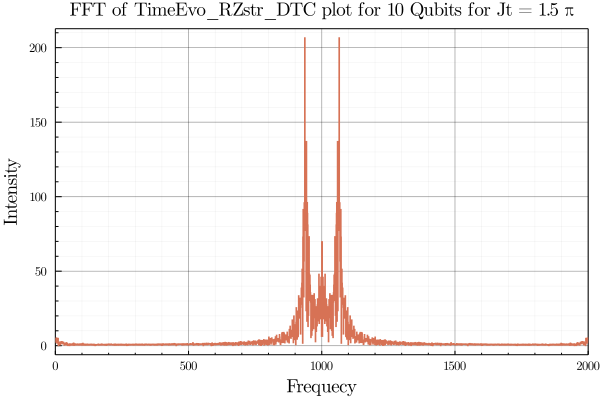 FFT of TimeEvo_RZstr_DTC plot for 10 Qubits for Jt = 1.5 π
200
150
100
50
0
Intensity
0 500 1000 1500 2000
Frequecy